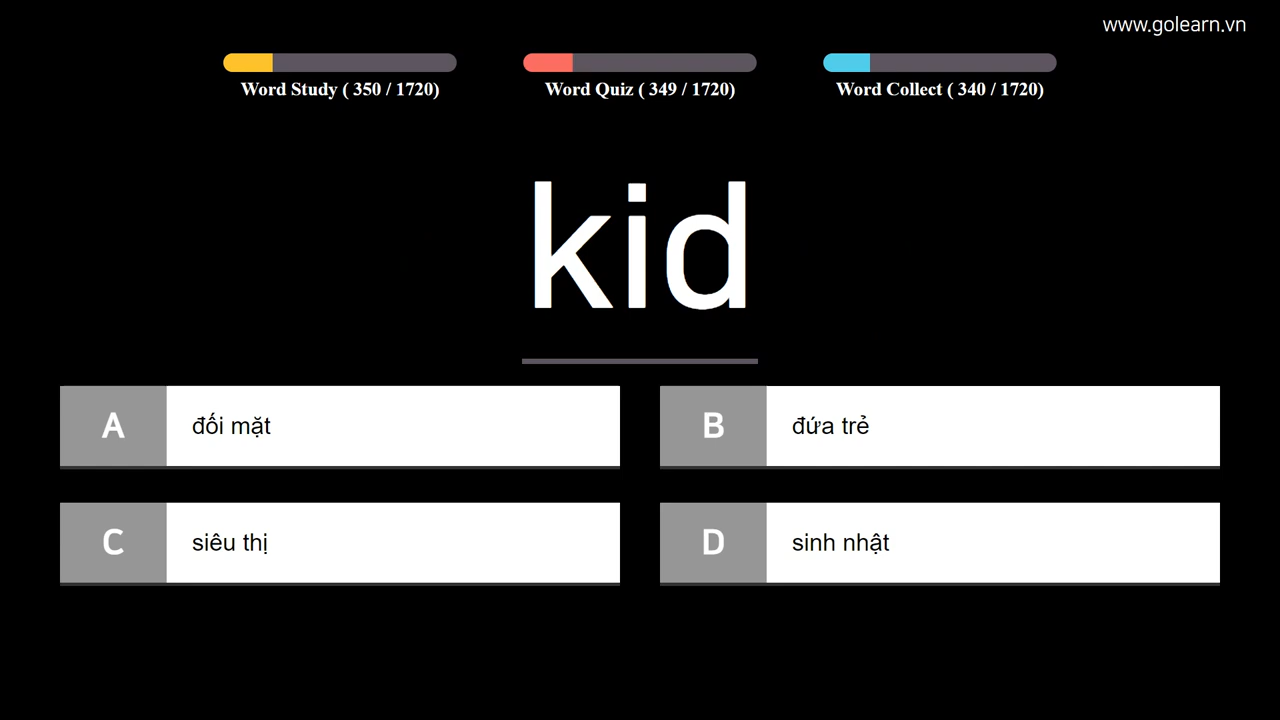 www.golearn.vn
Word Study ( 350 / 1720)
Word Quiz ( 349 / 1720)
Word Collect ( 340 / 1720)
kid
A đối mặt
B đứa trẻ
C siêu thị
D sinh nhật